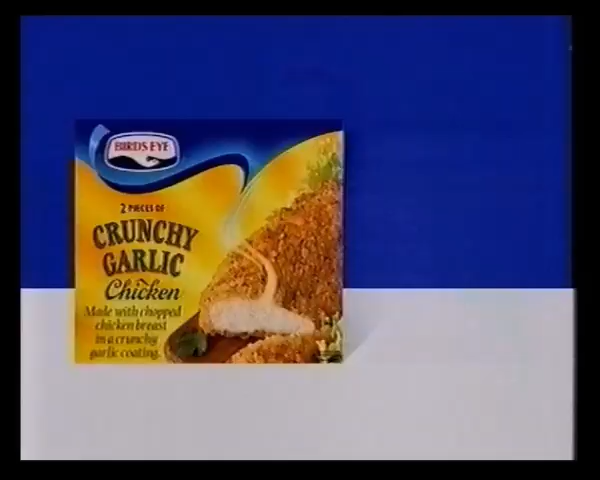 BIRDS EYE
2 PIECES OF
CRUNCHY
GARLIC
Chicken
Made with chopped
chicken breast
in a crunchy
garlic coating.